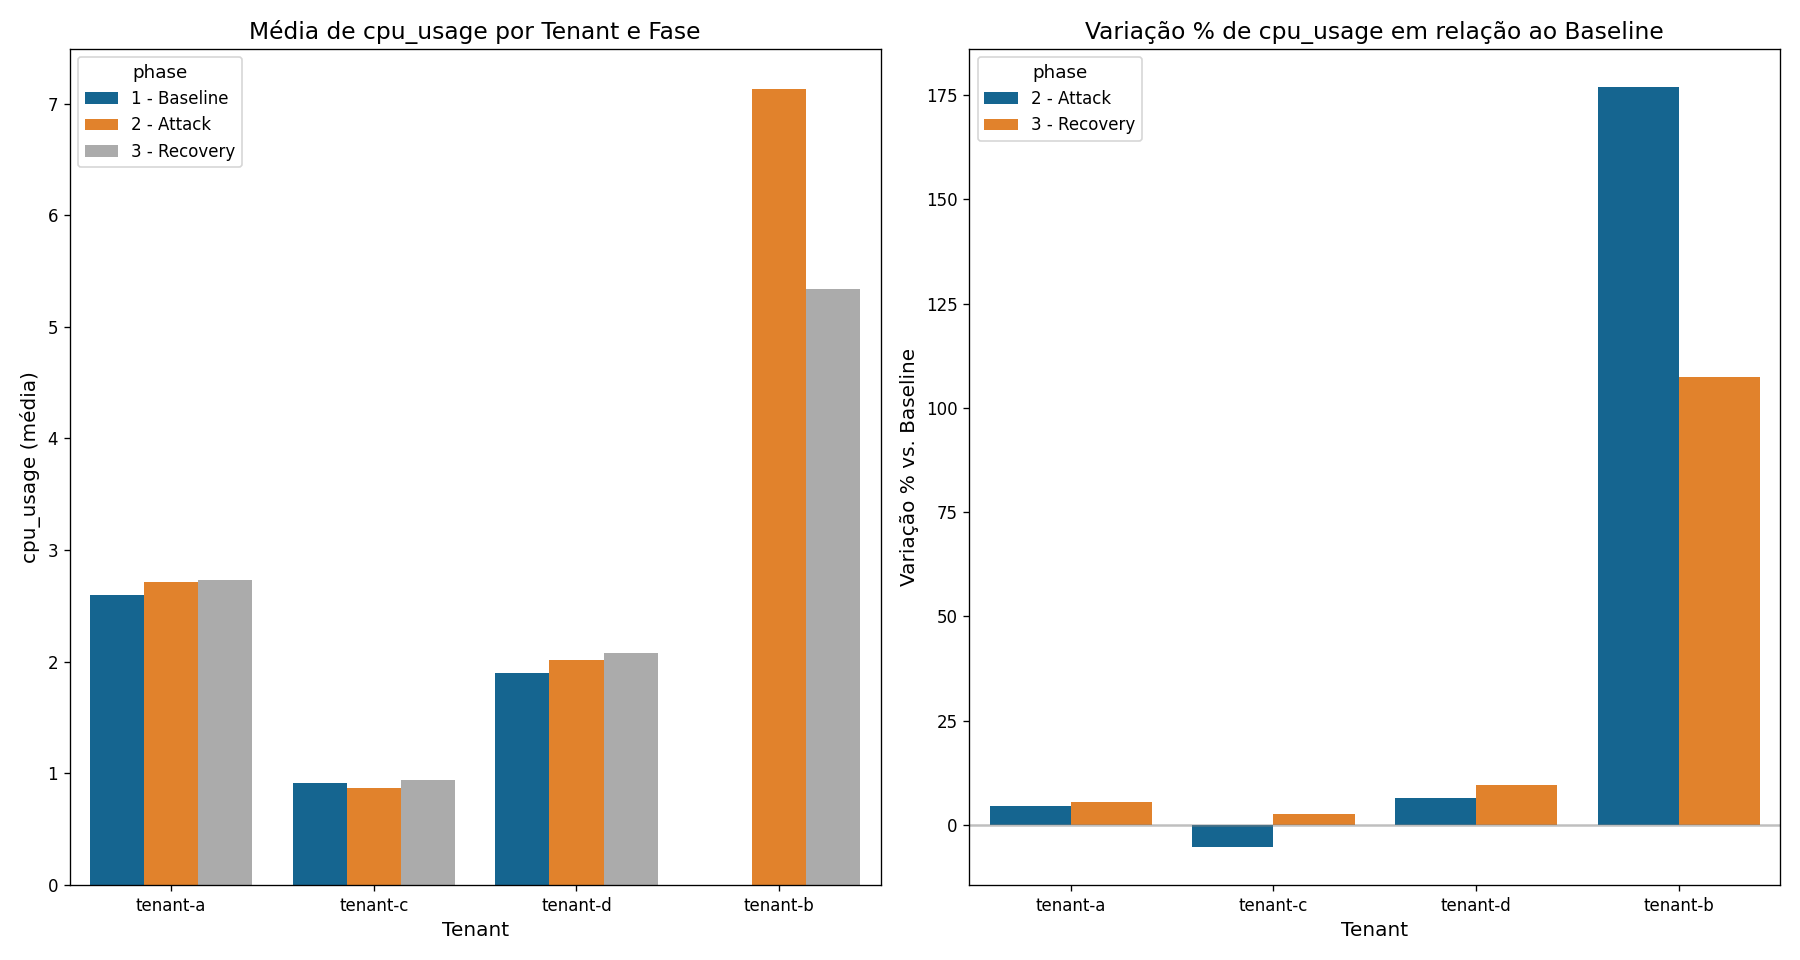 Média de cpu_usage por Tenant e Fase
phase
1 - Baseline
2 - Attack
3 - Recovery
cpu_usage (média)
7
6
5
4
3
2
1
0
tenant-a
tenant-c
tenant-d
tenant-b
Tenant
Variação % de cpu_usage em relação ao Baseline
phase
2 - Attack
3 - Recovery
Variação % vs. Baseline
175
150
125
100
75
50
25
0
tenant-a
tenant-c
tenant-d
tenant-b
Tenant